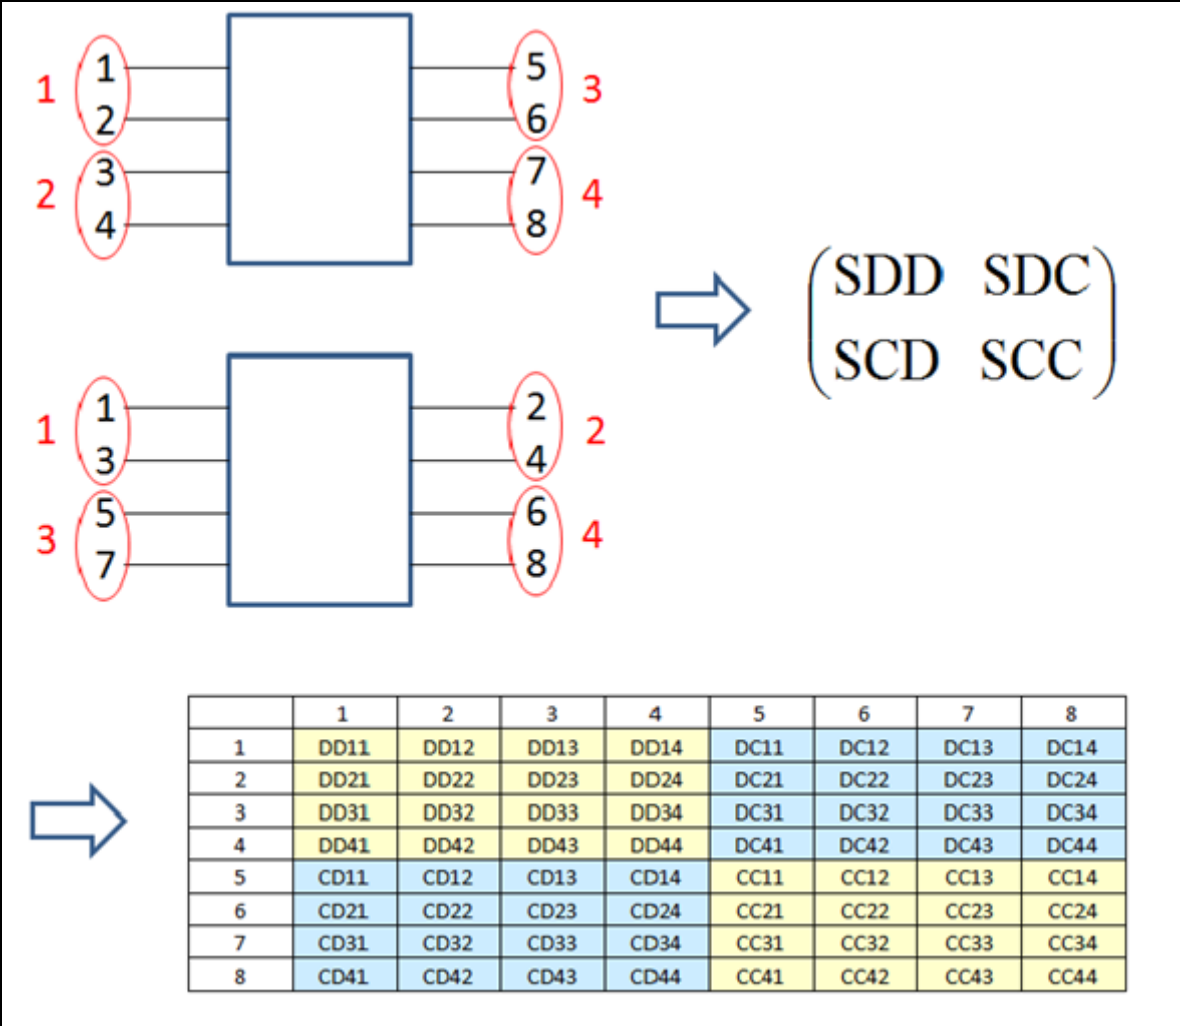 1 5
1 3
2 6
3 7
2 4
4 8
SDD SDC
SCD SCC
1 2
1 2
3 4
5 6
3 4
7 8
1 2 3 4 5 6 7 8
1 DD11 DD12 DD13 DD14 DC11 DC12 DC13 DC14
2 DD21 DD22 DD23 DD24 DC21 DC22 DC23 DC24
3 DD31 DD32 DD33 DD34 DC31 DC32 DC33 DC34
4 DD41 DD42 DD43 DD44 DC41 DC42 DC43 DC44
5 CD11 CD12 CD13 CD14 CC11 CC12 CC13 CC14
6 CD21 CD22 CD23 CD24 CC21 CC22 CC23 CC24
7 CD31 CD32 CD33 CD34 CC31 CC32 CC33 CC34
8 CD41 CD42 CD43 CD44 CC41 CC42 CC43 CC44